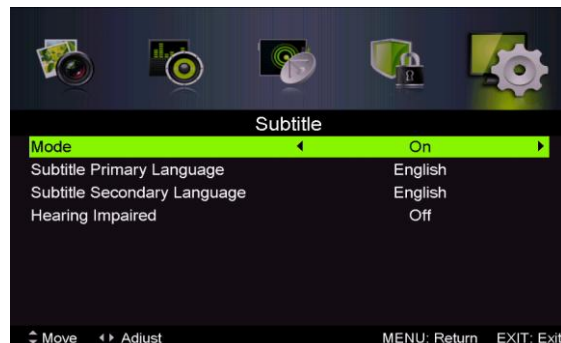 Subtitle
Mode On
Subtitle Primary Language English
Subtitle Secondary Language English
Hearing Impaired Off
Move Adjust MENU: Return EXIT: Exit